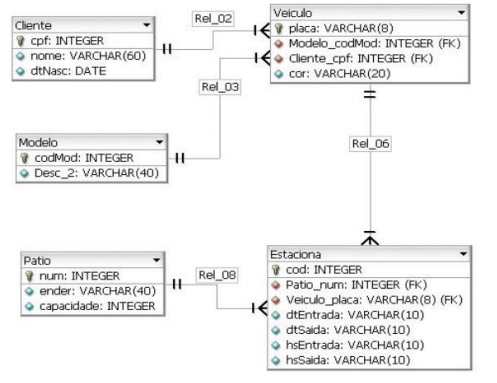 Cliente
cpf: INTEGER
nome: VARCHAR(60)
dtNasc: DATE
Rel_02
Veiculo
placa: VARCHAR(8)
Modelo_codMod: INTEGER (FK)
Cliente_cpf: INTEGER (FK)
cor: VARCHAR(20)
Rel_03
Modelo
codMod: INTEGER
Desc_2: VARCHAR(40)
Rel_06
Patio
num: INTEGER
ender: VARCHAR(40)
capacidade: INTEGER
Rel_08
Estaciona
cod: INTEGER
Patio_num: INTEGER (FK)
Veiculo_placa: VARCHAR(8) (FK)
dtEntrada: VARCHAR(10)
dtSaida: VARCHAR(10)
hsEntrada: VARCHAR(10)
hsSaida: VARCHAR(10)